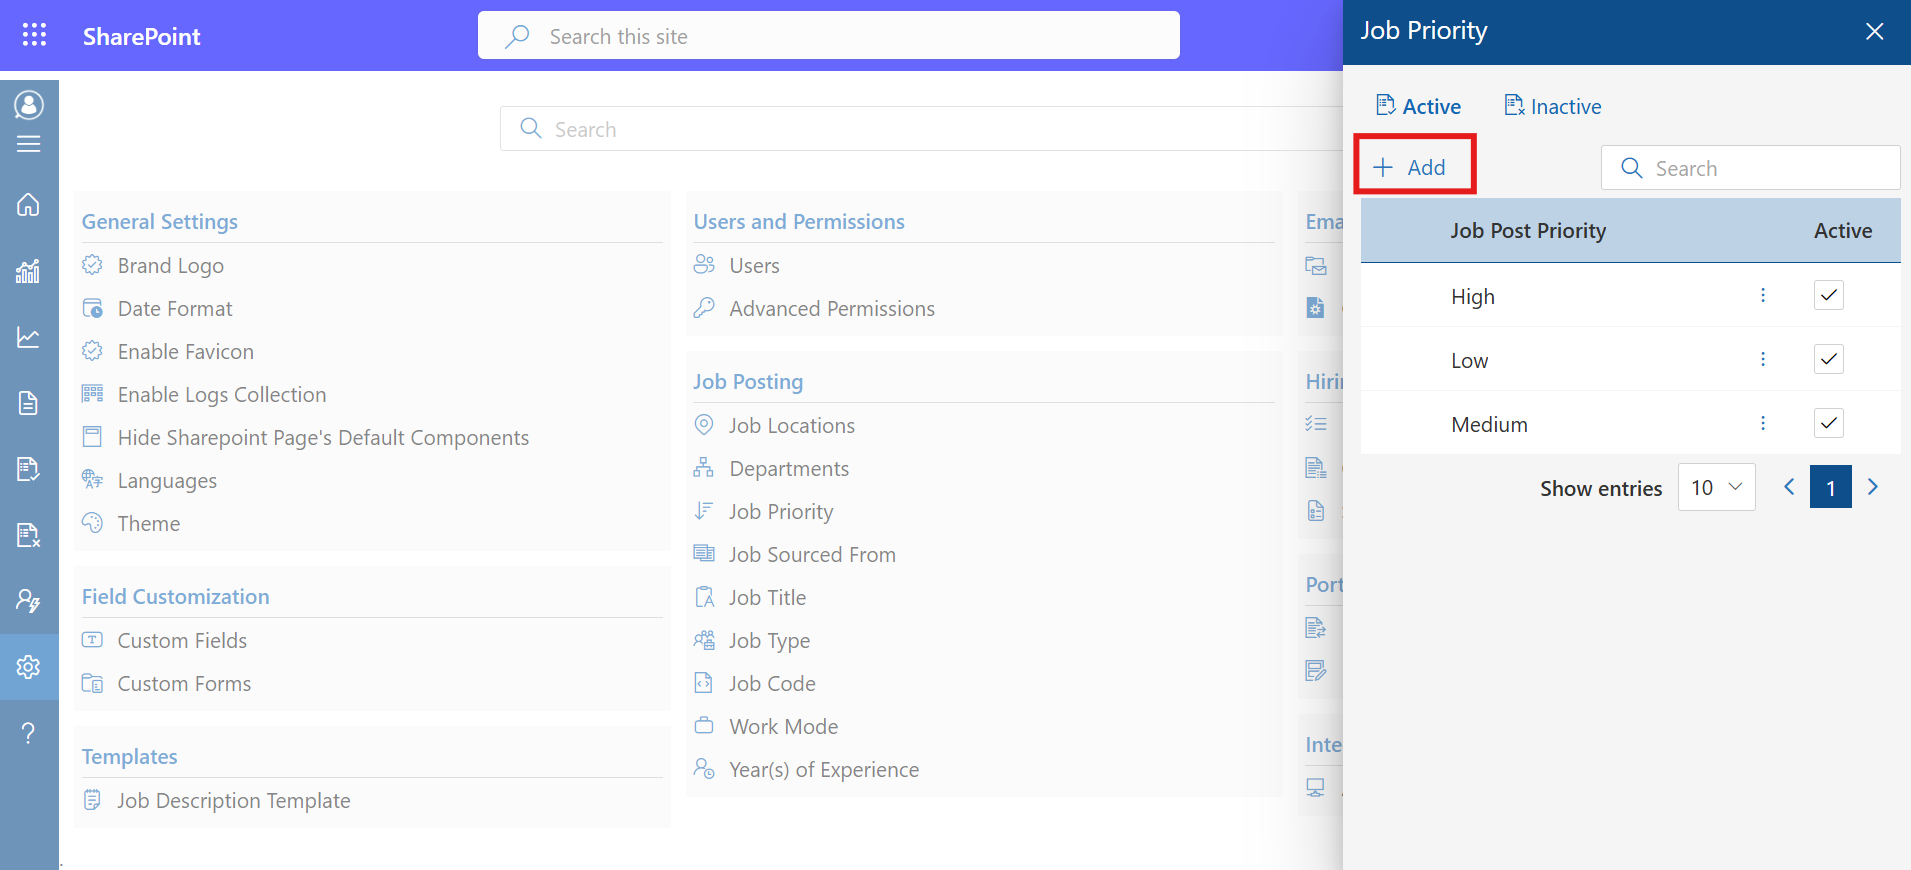 SharePoint
Search this site
Job Priority
Active
Inactive
Search
Add
Search
Job Post Priority
Active
High
Low
Medium
Show entries
10
1
General Settings
Brand Logo
Date Format
Enable Favicon
Enable Logs Collection
Hide Sharepoint Page's Default Components
Languages
Theme
Field Customization
Custom Fields
Custom Forms
Templates
Job Description Template
Users and Permissions
Users
Advanced Permissions
Job Posting
Job Locations
Departments
Job Priority
Job Sourced From
Job Title
Job Type
Job Code
Work Mode
Year(s) of Experience
Ema
Hiri
Port
Inte